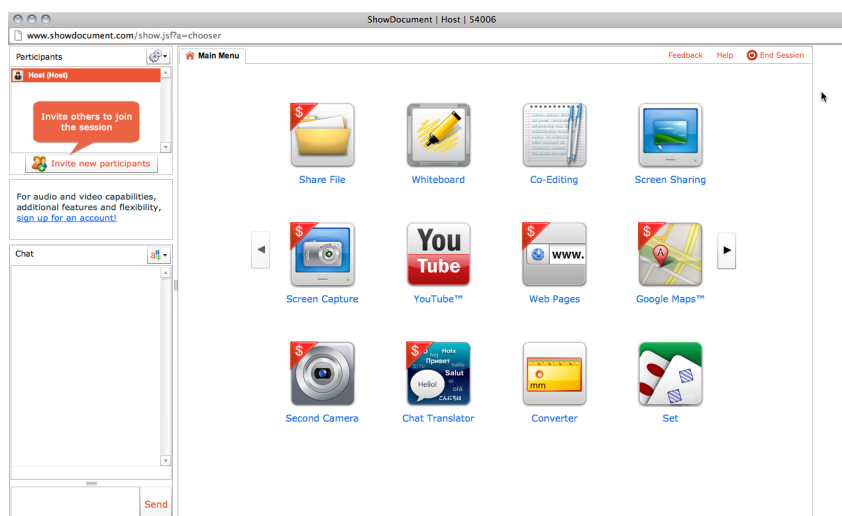 ShowDocument | Host | 54006
www.showdocument.com/show.jsf?a=chooser
Participants
Main Menu
Feedback Help End Session
Host (Host)
Invite others to join
the session
Invite new participants
For audio and video capabilities,
additional features and flexibility,
sign up for an account!
Chat
Send
$
Share File
Whiteboard
Co-Editing
Screen Sharing
$
Screen Capture
You
Tube
YouTube™
$
www.
Web Pages
$
A
Google Maps™
$
Second Camera
$
Hola
Привет
Salut
Hello!
olá
Chat Translator
mm
Converter
Set